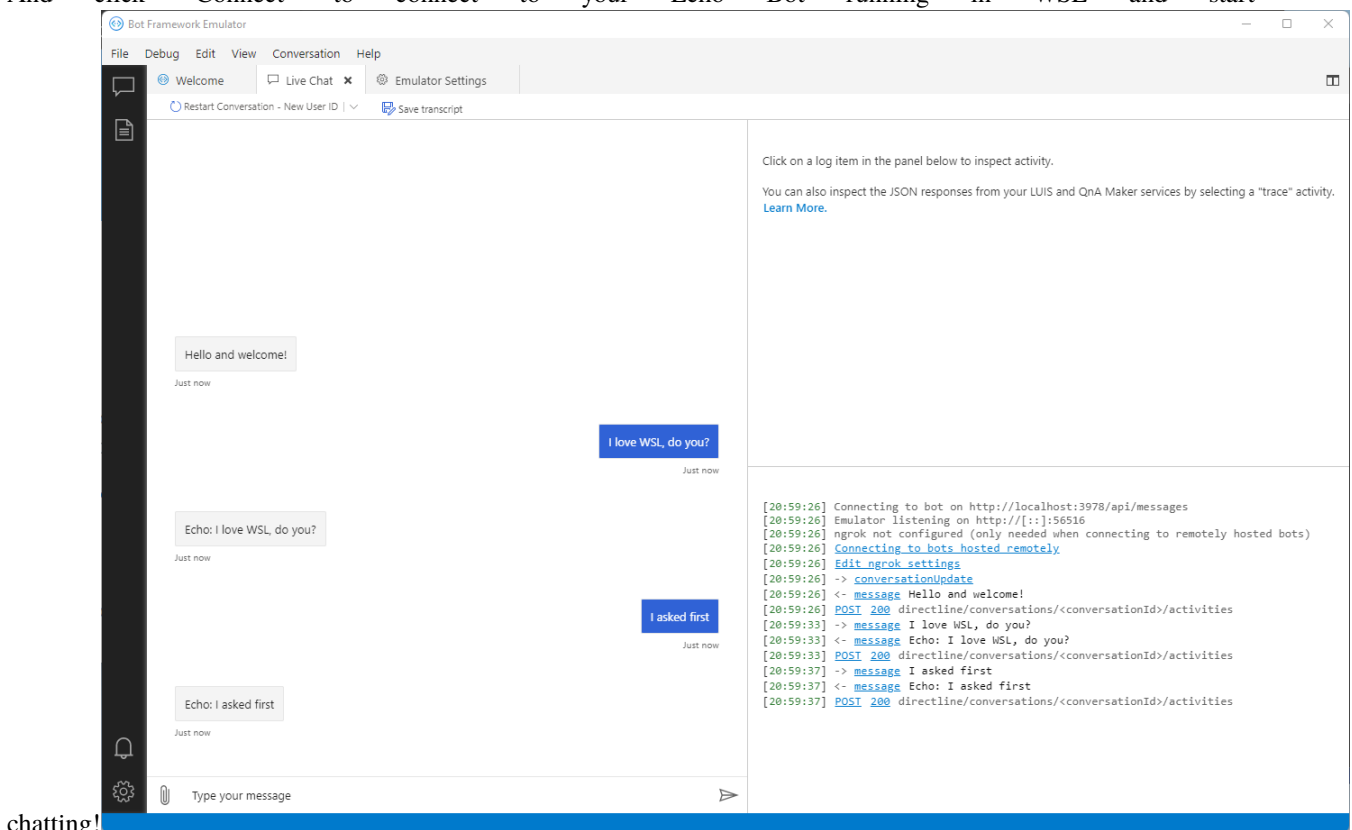 And click "Connect" to connect to your Echo Bot running in WSL and start
Bot Framework Emulator
File Debug Edit View Conversation Help
Welcome Live Chat Emulator Settings
Restart Conversation - New User ID Save transcript
Click on a log item in the panel below to inspect activity.
You can also inspect the JSON responses from your LUIS and QnA Maker services by selecting a "trace" activity.
Learn More.
Hello and welcome!
Just now
I love WSL, do you?
Just now
Echo: I love WSL, do you?
Just now
I asked first
Just now
Echo: I asked first
Just now
Type your message
[20:59:26] Connecting to bot on http://localhost:3978/api/messages
[20:59:26] Emulator listening on http://[::]:56516
[20:59:26] ngrok not configured (only needed when connecting to remotely hosted bots)
[20:59:26] Connecting to bots hosted remotely
[20:59:26] Edit ngrok settings
[20:59:26] -> conversationUpdate
[20:59:26] <- message Hello and welcome!
[20:59:26] POST 200 directline/conversations/<conversationId>/activities
[20:59:33] -> message I love WSL, do you?
[20:59:33] <- message Echo: I love WSL, do you?
[20:59:33] POST 200 directline/conversations/<conversationId>/activities
[20:59:37] -> message I asked first
[20:59:37] <- message Echo: I asked first
[20:59:37] POST 200 directline/conversations/<conversationId>/activities
chatting!